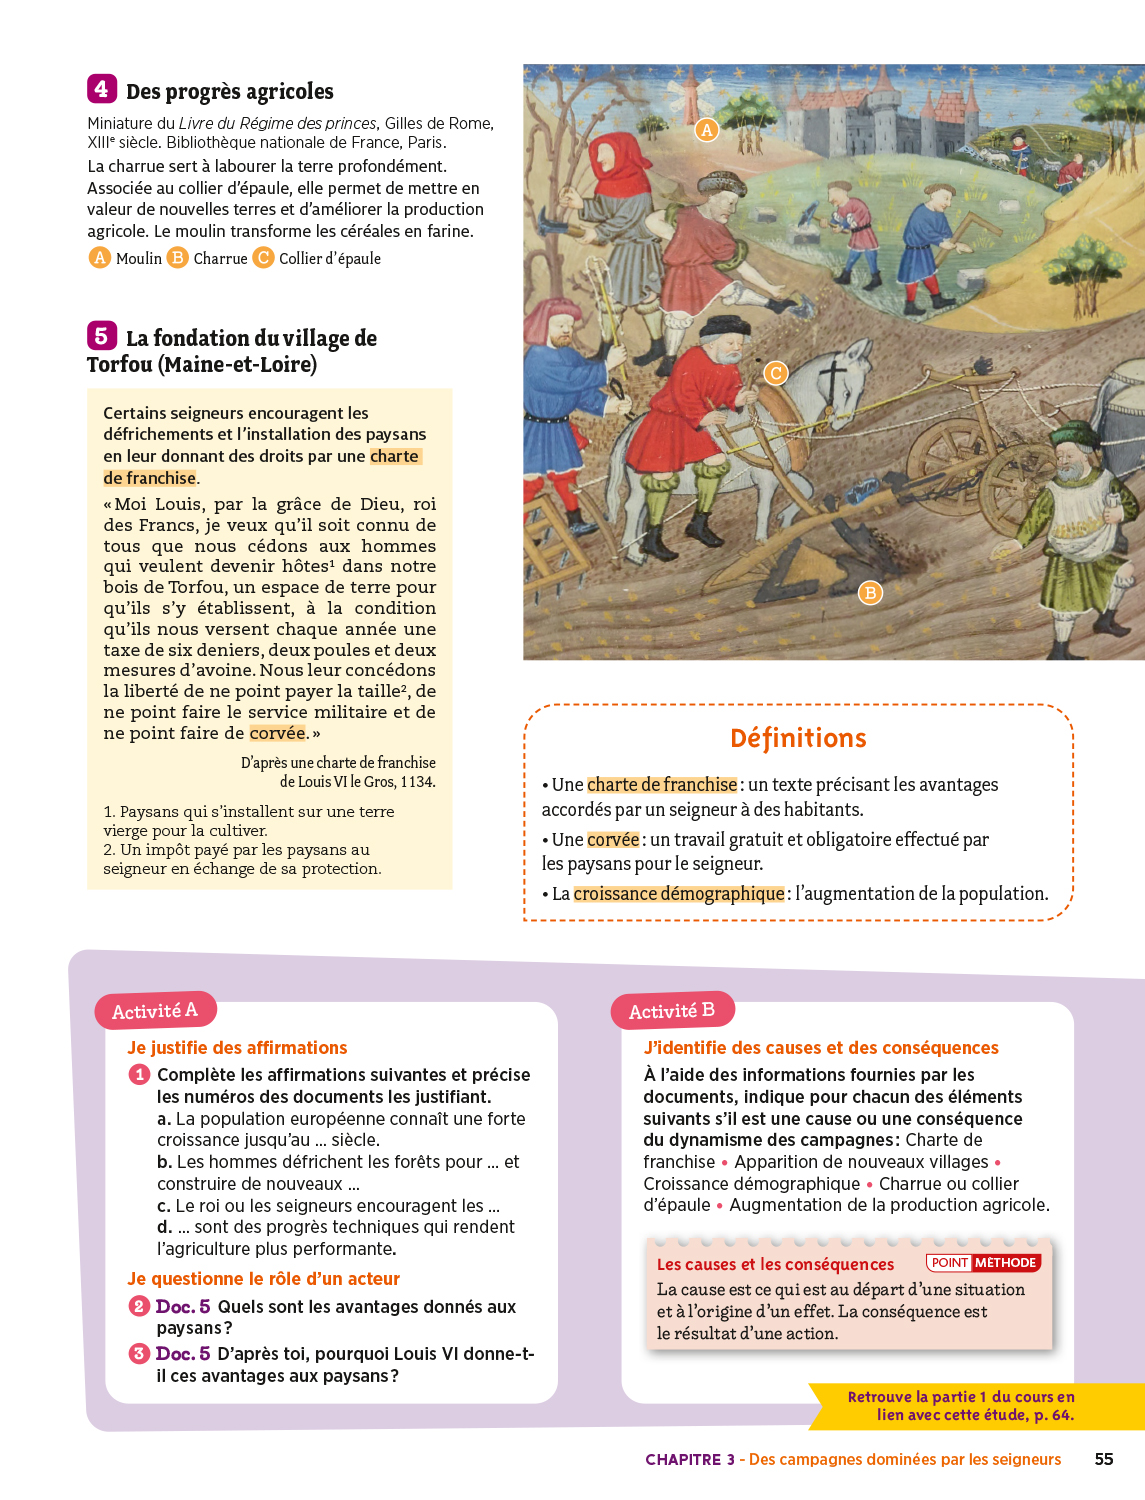 4 Des progrès agricoles
Miniature du Livre du Régime des princes, Gilles de Rome,
XIIIe siècle. Bibliothèque nationale de France, Paris.
La charrue sert à labourer la terre profondément.
Associée au collier d'épaule, elle permet de mettre en
valeur de nouvelles terres et d'améliorer la production
agricole. Le moulin transforme les céréales en farine.
A Moulin B Charrue C Collier d'épaule
5 La fondation du village de
Torfou (Maine-et-Loire)
Certains seigneurs encouragent les
défrichements et l'installation des paysans
en leur donnant des droits par une charte
de franchise.
« Moi Louis, par la grâce de Dieu, roi
des Francs, je veux qu'il soit connu de
tous que nous cédons aux hommes
qui veulent devenir hôtes¹ dans notre
bois de Torfou, un espace de terre pour
qu'ils s'y établissent, à la condition
qu'ils nous versent chaque année une
taxe de six deniers, deux poules et deux
mesures d'avoine. Nous leur concédons
la liberté de ne point payer la taille², de
ne point faire le service militaire et de
ne point faire de corvée. »
D'après une charte de franchise
de Louis VI le Gros, 1134.
1. Paysans qui s'installent sur une terre
vierge pour la cultiver.
2. Un impôt payé par les paysans au
seigneur en échange de sa protection.
A
C
B
Définitions
• Une charte de franchise : un texte précisant les avantages
accordés par un seigneur à des habitants.
• Une corvée : un travail gratuit et obligatoire effectué par
les paysans pour le seigneur.
• La croissance démographique : l'augmentation de la population.
Activité A
Je justifie des affirmations
1 Complète les affirmations suivantes et précise
les numéros des documents les justifiant.
a. La population européenne connaît une forte
croissance jusqu'au ... siècle.
b. Les hommes défrichent les forêts pour ... et
construire de nouveaux ...
c. Le roi ou les seigneurs encouragent les ...
d. ... sont des progrès techniques qui rendent
l'agriculture plus performante.
Je questionne le rôle d'un acteur
2 Doc. 5 Quels sont les avantages donnés aux
paysans ?
3 Doc. 5 D'après toi, pourquoi Louis VI donne-t-
il ces avantages aux paysans ?
Activité B
J'identifie des causes et des conséquences
À l'aide des informations fournies par les
documents, indique pour chacun des éléments
suivants s'il est une cause ou une conséquence
du dynamisme des campagnes : Charte de
franchise • Apparition de nouveaux villages •
Croissance démographique • Charrue ou collier
d'épaule • Augmentation de la production agricole.
Les causes et les conséquences POINT MÉTHODE
La cause est ce qui est au départ d'une situation
et à l'origine d'un effet. La conséquence est
le résultat d'une action.
Retrouve la partie 1 du cours en
lien avec cette étude, p. 64.
CHAPITRE 3 - Des campagnes dominées par les seigneurs 55